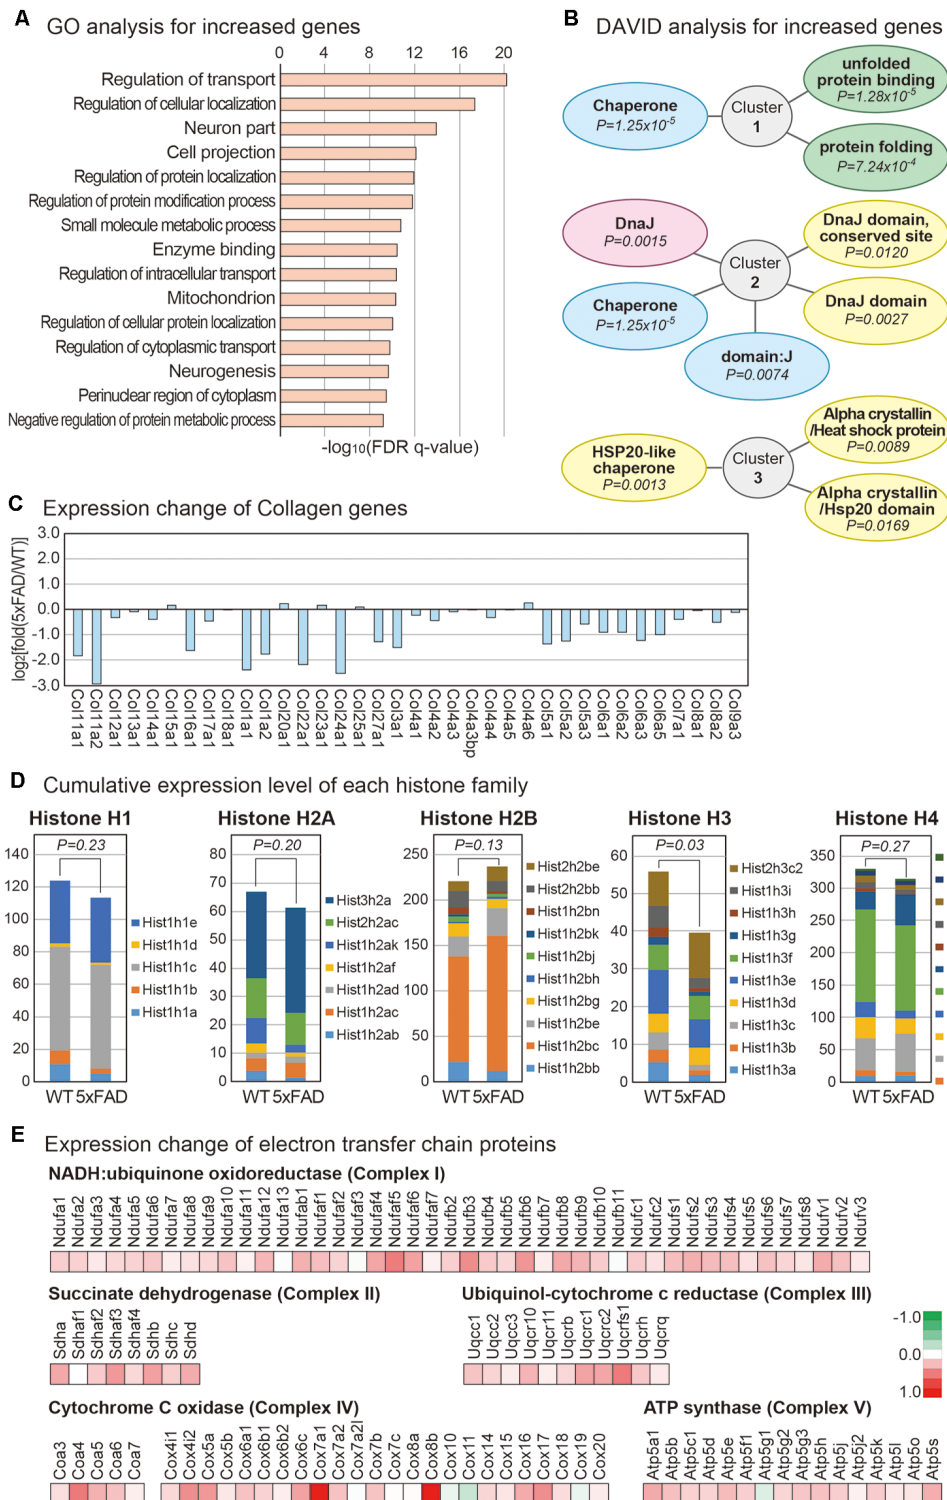 A GO analysis for increased genes
0 4 8 12 16 20
Regulation of transport
Regulation of cellular localization
Neuron part
Cell projection
Regulation of protein localization
Regulation of protein modification process
Small molecule metabolic process
Enzyme binding
Regulation of intracellular transport
Mitochondrion
Regulation of cellular protein localization
Regulation of cytoplasmic transport
Neurogenesis
Perinuclear region of cytoplasm
Negative regulation of protein metabolic process
-log10(FDR q-value)
B DAVID analysis for increased genes
Chaperone
P=1.25x10-5
Cluster
1
unfolded
protein binding
P=1.28x10-5
protein folding
P=7.24x10-4
DnaJ
P=0.0015
Chaperone
P=1.25x10-5
Cluster
2
DnaJ domain,
conserved site
P=0.0120
DnaJ domain
P=0.0027
domain:J
P=0.0074
HSP20-like
chaperone
P=0.0013
Cluster
3
Alpha crystallin
/Heat shock protein
P=0.0089
Alpha crystallin
/Hsp20 domain
P=0.0169
C Expression change of Collagen genes
log2[fold(5xFAD/WT)]
3.0
2.0
1.0
0.0
-1.0
-2.0
-3.0
Col11a1
Col11a2
Col12a1
Col13a1
Col14a1
Col15a1
Col16a1
Col17a1
Col18a1
Col1a1
Col1a2
Col20a1
Col22a1
Col23a1
Col24a1
Col25a1
Col27a1
Col3a1
Col4a1
Col4a2
Col4a3
Col4a3bp
Col4a4
Col4a5
Col4a6
Col5a1
Col5a2
Col5a3
Col6a1
Col6a2
Col6a3
Col6a5
Col7a1
Col8a1
Col8a2
Col9a3
D Cumulative expression level of each histone family
Histone H1
P=0.23
140
120
100
80
60
40
20
0
Hist1h1e
Hist1h1d
Hist1h1c
Hist1h1b
Hist1h1a
WT 5xFAD
Histone H2A
P=0.20
80
70
60
50
40
30
20
10
0
Hist3h2a
Hist2h2ac
Hist1h2ak
Hist1h2af
Hist1h2ad
Hist1h2ac
Hist1h2ab
WT 5xFAD
Histone H2B
P=0.13
250
200
150
100
50
0
Hist2h2be
Hist2h2bb
Hist1h2bn
Hist1h2bk
Hist1h2bj
Hist1h2bh
Hist1h2bg
Hist1h2be
Hist1h2bc
Hist1h2bb
WT 5xFAD
Histone H3
P=0.03
60
50
40
30
20
10
0
Hist2h3c2
Hist1h3i
Hist1h3h
Hist1h3g
Hist1h3f
Hist1h3e
Hist1h3d
Hist1h3c
Hist1h3b
Hist1h3a
WT 5xFAD
Histone H4
P=0.27
350
300
250
200
150
100
50
0
WT 5xFAD
E Expression change of electron transfer chain proteins
NADH:ubiquinone oxidoreductase (Complex I)
Ndufa1
Ndufa2
Ndufa3
Ndufa4
Ndufa5
Ndufa6
Ndufa7
Ndufa8
Ndufa9
Ndufa10
Ndufa11
Ndufa12
Ndufa13
Ndufab1
Ndufaf1
Ndufaf2
Ndufaf3
Ndufaf4
Ndufaf5
Ndufaf6
Ndufaf7
Ndufb2
Ndufb3
Ndufb4
Ndufb5
Ndufb6
Ndufb7
Ndufb8
Ndufb9
Ndufb10
Ndufb11
Ndufc1
Ndufc2
Ndufs1
Ndufs2
Ndufs3
Ndufs4
Ndufs5
Ndufs6
Ndufs7
Ndufs8
Ndufv1
Ndufv2
Ndufv3
Succinate dehydrogenase (Complex II)
Sdha
Sdhaf1
Sdhaf2
Sdhaf3
Sdhaf4
Sdhb
Sdhc
Sdhd
Ubiquinol-cytochrome c reductase (Complex III)
Uqcc1
Uqcc2
Uqcc3
Uqcr10
Uqcr11
Uqcrb
Uqcrc1
Uqcrc2
Uqcrfs1
Uqcrh
Uqcrq
-1.0
0.0
1.0
Cytochrome C oxidase (Complex IV)
Coa3
Coa4
Coa5
Coa6
Coa7
Cox4i1
Cox4i2
Cox5a
Cox5b
Cox6a1
Cox6b1
Cox6b2
Cox6c
Cox7a1
Cox7a2
Cox7a2l
Cox7b
Cox7c
Cox8a
Cox8b
Cox10
Cox11
Cox14
Cox15
Cox16
Cox17
Cox18
Cox19
Cox20
ATP synthase (Complex V)
Atp5a1
Atp5b
Atp5c1
Atp5d
Atp5e
Atp5f1
Atp5g1
Atp5g2
Atp5g3
Atp5h
Atp5j
Atp5j2
Atp5k
Atp5l
Atp5o
Atp5s